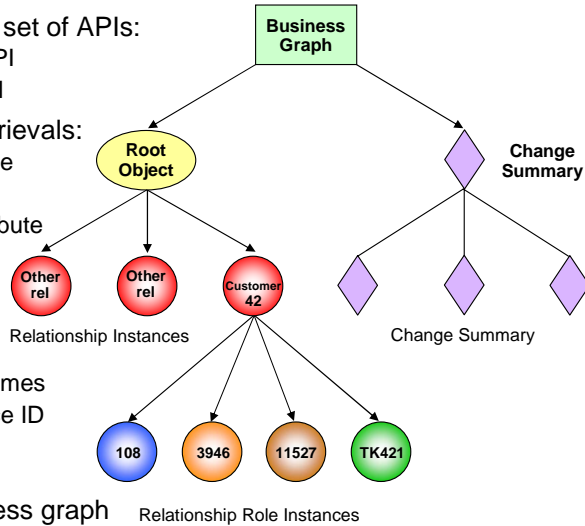 set of APIs:
Business
Graph
PI
rievals:
Root
Object
Change
Summary
e
bute
Other
rel
Other
rel
Customer
42
Relationship Instances
Change Summary
mes
e ID
108
3946
11527
TK421
ess graph
Relationship Role Instances